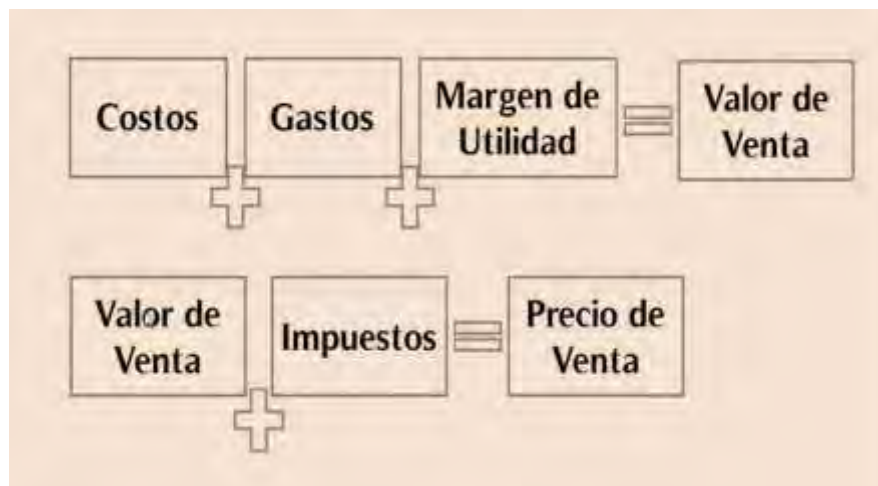 Costos
Gastos
Margen de
Utilidad
Valor de
Venta
Valor de
Venta
Impuestos
Precio de
Venta